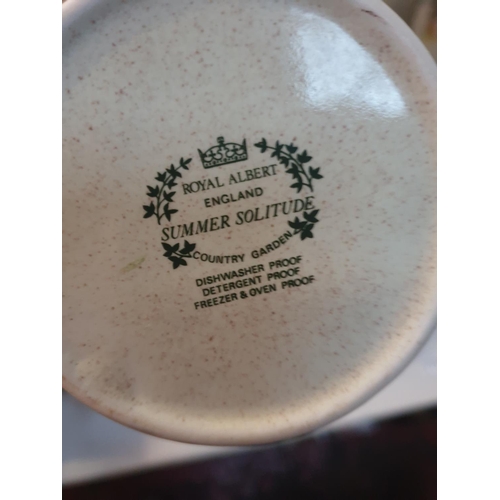 ROYAL ALBERT
ENGLAND
SUMMER SOLITUDE
COUNTRY GARDEN
DISHWASHER PROOF
DETERGENT PROOF
FREEZER & OVEN PROOF